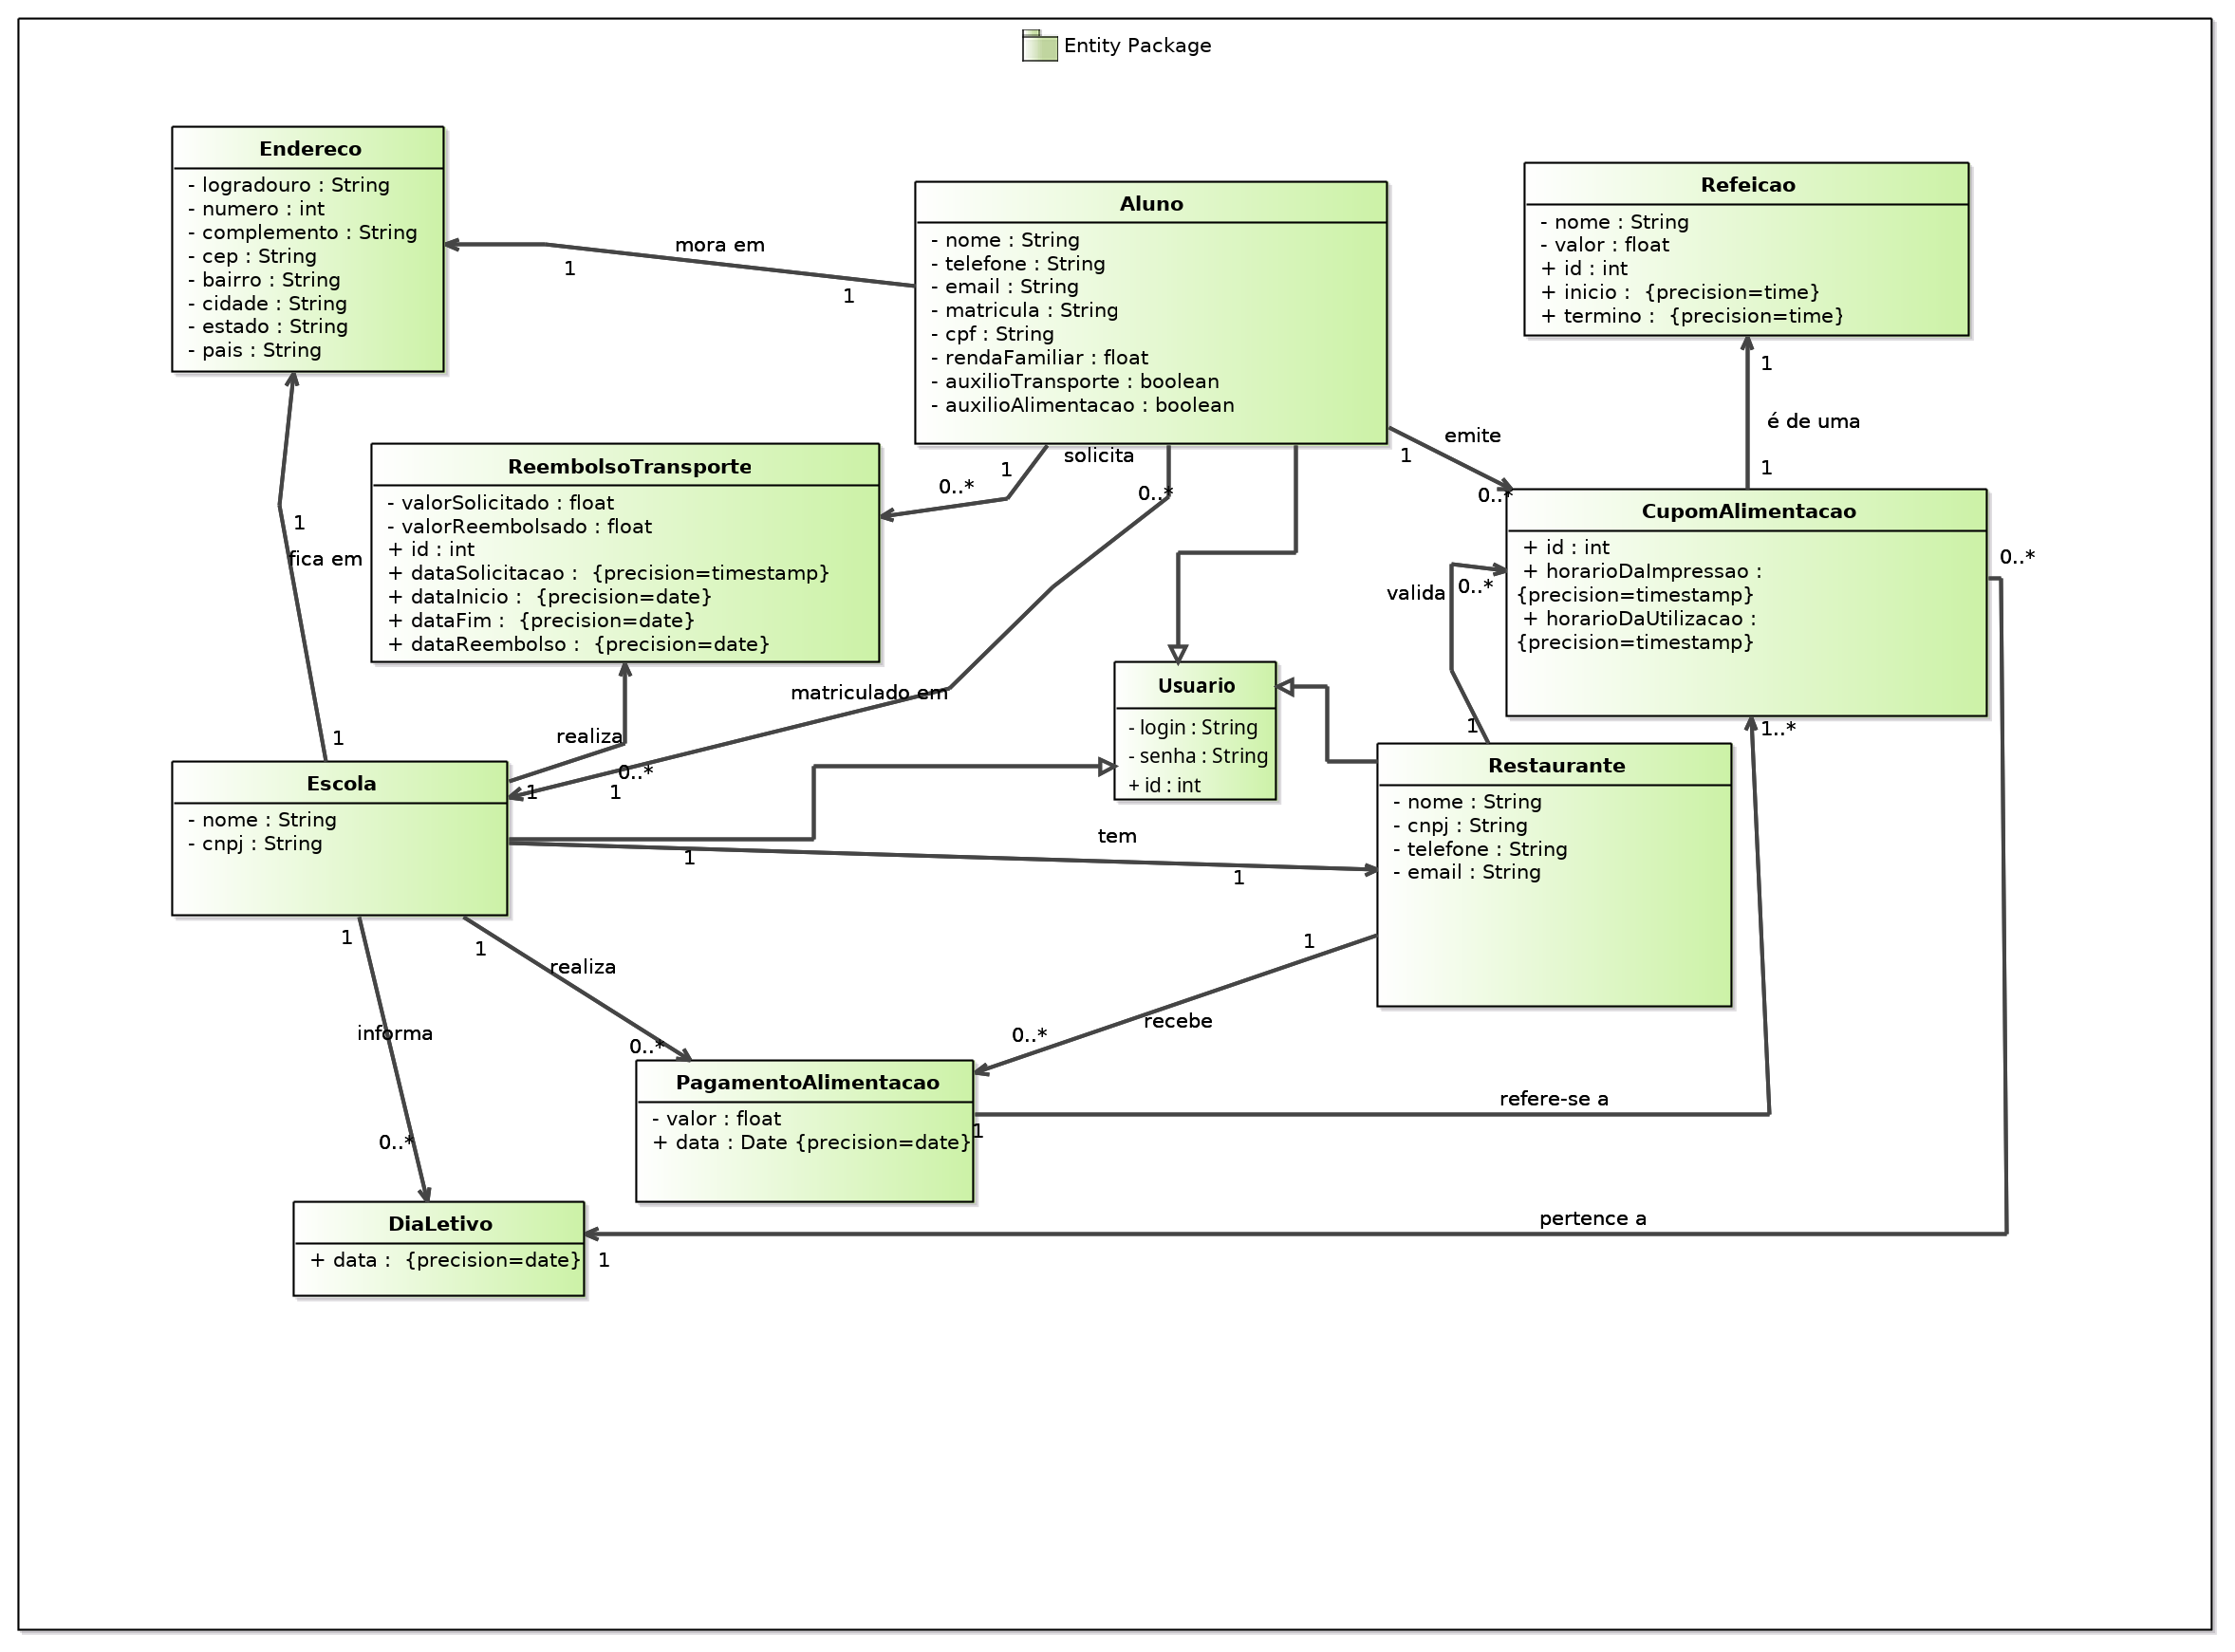 Entity Package
Endereco
- logradouro : String
- numero : int
- complemento : String
- cep : String
- bairro : String
- cidade : String
- estado : String
- pais : String
mora em
1
1
Aluno
- nome : String
- telefone : String
- email : String
- matricula : String
- cpf : String
- rendaFamiliar : float
- auxilioTransporte : boolean
- auxilioAlimentacao : boolean
Refeicao
- nome : String
- valor : float
+ id : int
+ inicio :  {precision=time}
+ termino :  {precision=time}
1
é de uma
1
emite
1
0..*
solicita
1
0..*
0..*
ReembolsoTransporte
- valorSolicitado : float
- valorReembolsado : float
+ id : int
+ dataSolicitacao :  {precision=timestamp}
+ dataInicio :  {precision=date}
+ dataFim :  {precision=date}
+ dataReembolso :  {precision=date}
1
fica em
1
CupomAlimentacao
+ id : int
+ horarioDaImpressao :
{precision=timestamp}
+ horarioDaUtilizacao :
{precision=timestamp}
0..*
valida
0..*
1
1..*
Usuario
- login : String
- senha : String
+ id : int
matriculado em
realiza
0..*
1
1
Escola
- nome : String
- cnpj : String
Restaurante
- nome : String
- cnpj : String
- telefone : String
- email : String
tem
1
1
1
1
realiza
informa
0..*
0..*
1
recebe
0..*
PagamentoAlimentacao
- valor : float
+ data : Date {precision=date}
1
refere-se a
DiaLetivo
+ data :  {precision=date}
1
pertence a